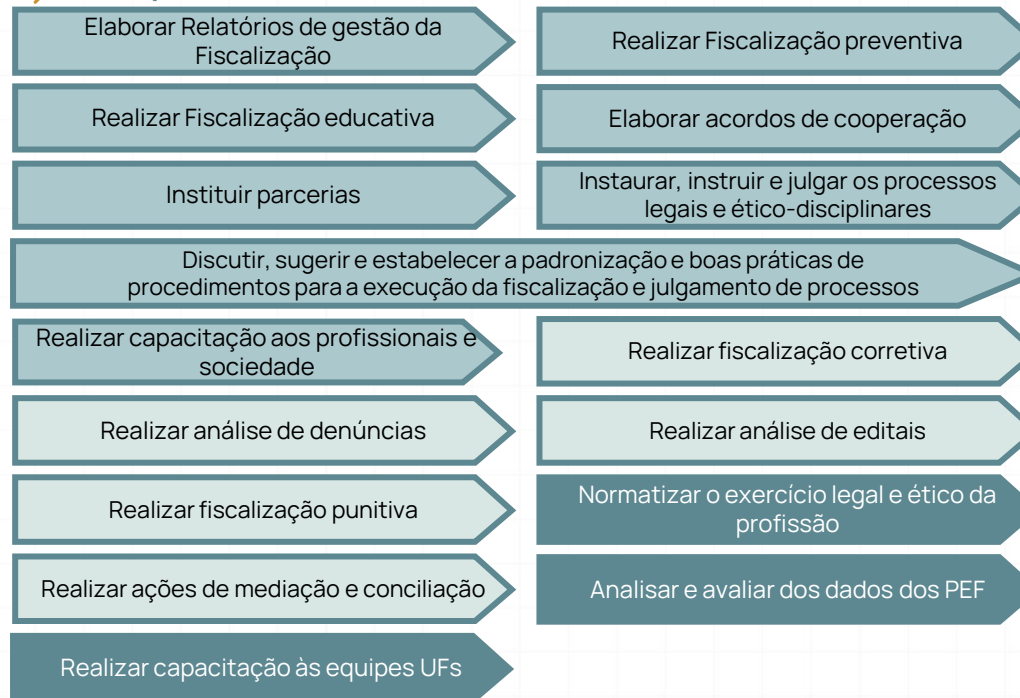 Elaborar Relatórios de gestão da
Fiscalização
Realizar Fiscalização preventiva
Realizar Fiscalização educativa
Elaborar acordos de cooperação
Instituir parcerias
Instaurar, instruir e julgar os processos
legais e ético-disciplinares
Discutir, sugerir e estabelecer a padronização e boas práticas de
procedimentos para a execução da fiscalização e julgamento de processos
Realizar capacitação aos profissionais e
sociedade
Realizar fiscalização corretiva
Realizar análise de denúncias
Realizar análise de editais
Realizar fiscalização punitiva
Normatizar o exercício legal e ético da
profissão
Realizar ações de mediação e conciliação
Analisar e avaliar dos dados dos PEF
Realizar capacitação às equipes UFs